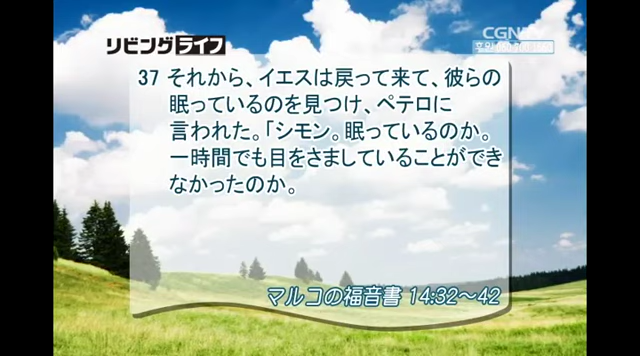 リビングライフ
CGNTV
37 それから、イエスは戻って来て、彼らの
眠っているのを見つけ、ペテロに
言われた。「シモン。眠っているのか。
一時間でも目をさましていることができ
なかったのか。
マルコの福音書 14:32～42